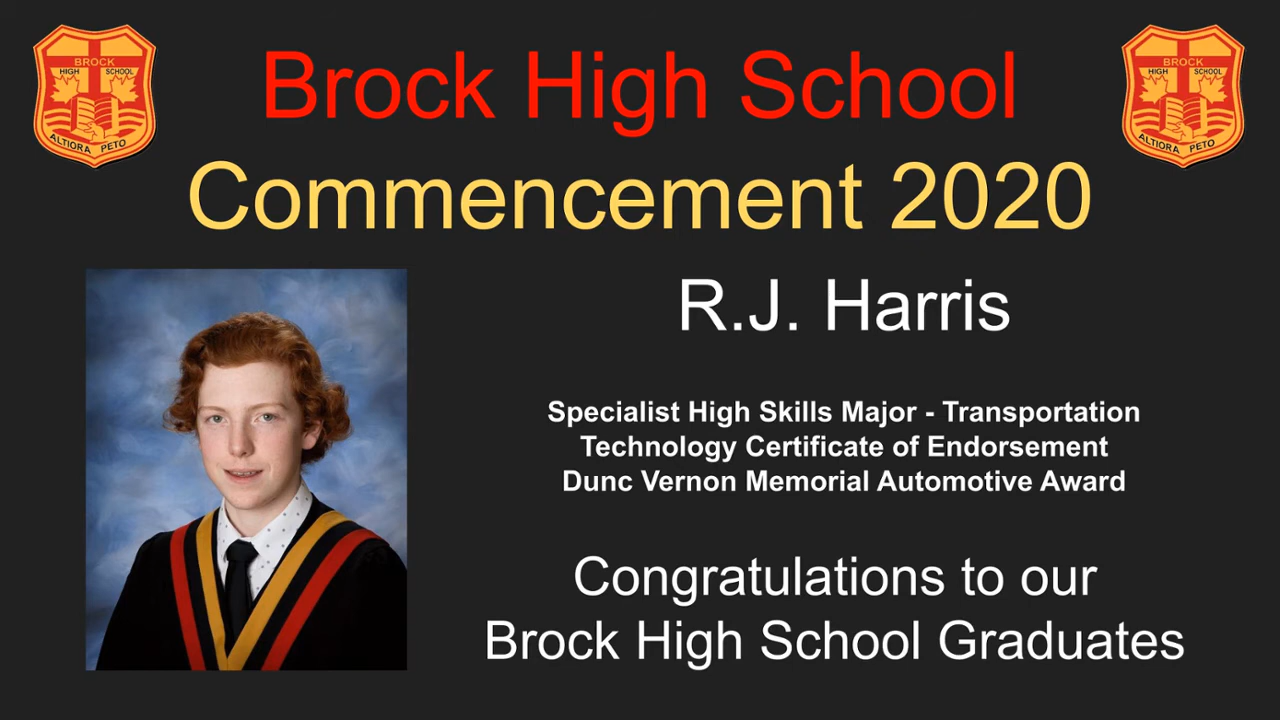 BROCK
HIGH SCHOOL
ALTIORA PETO
Brock High School
Commencement 2020
BROCK
HIGH SCHOOL
ALTIORA PETO
R.J. Harris
Specialist High Skills Major - Transportation
Technology Certificate of Endorsement
Dunc Vernon Memorial Automotive Award
Congratulations to our
Brock High School Graduates